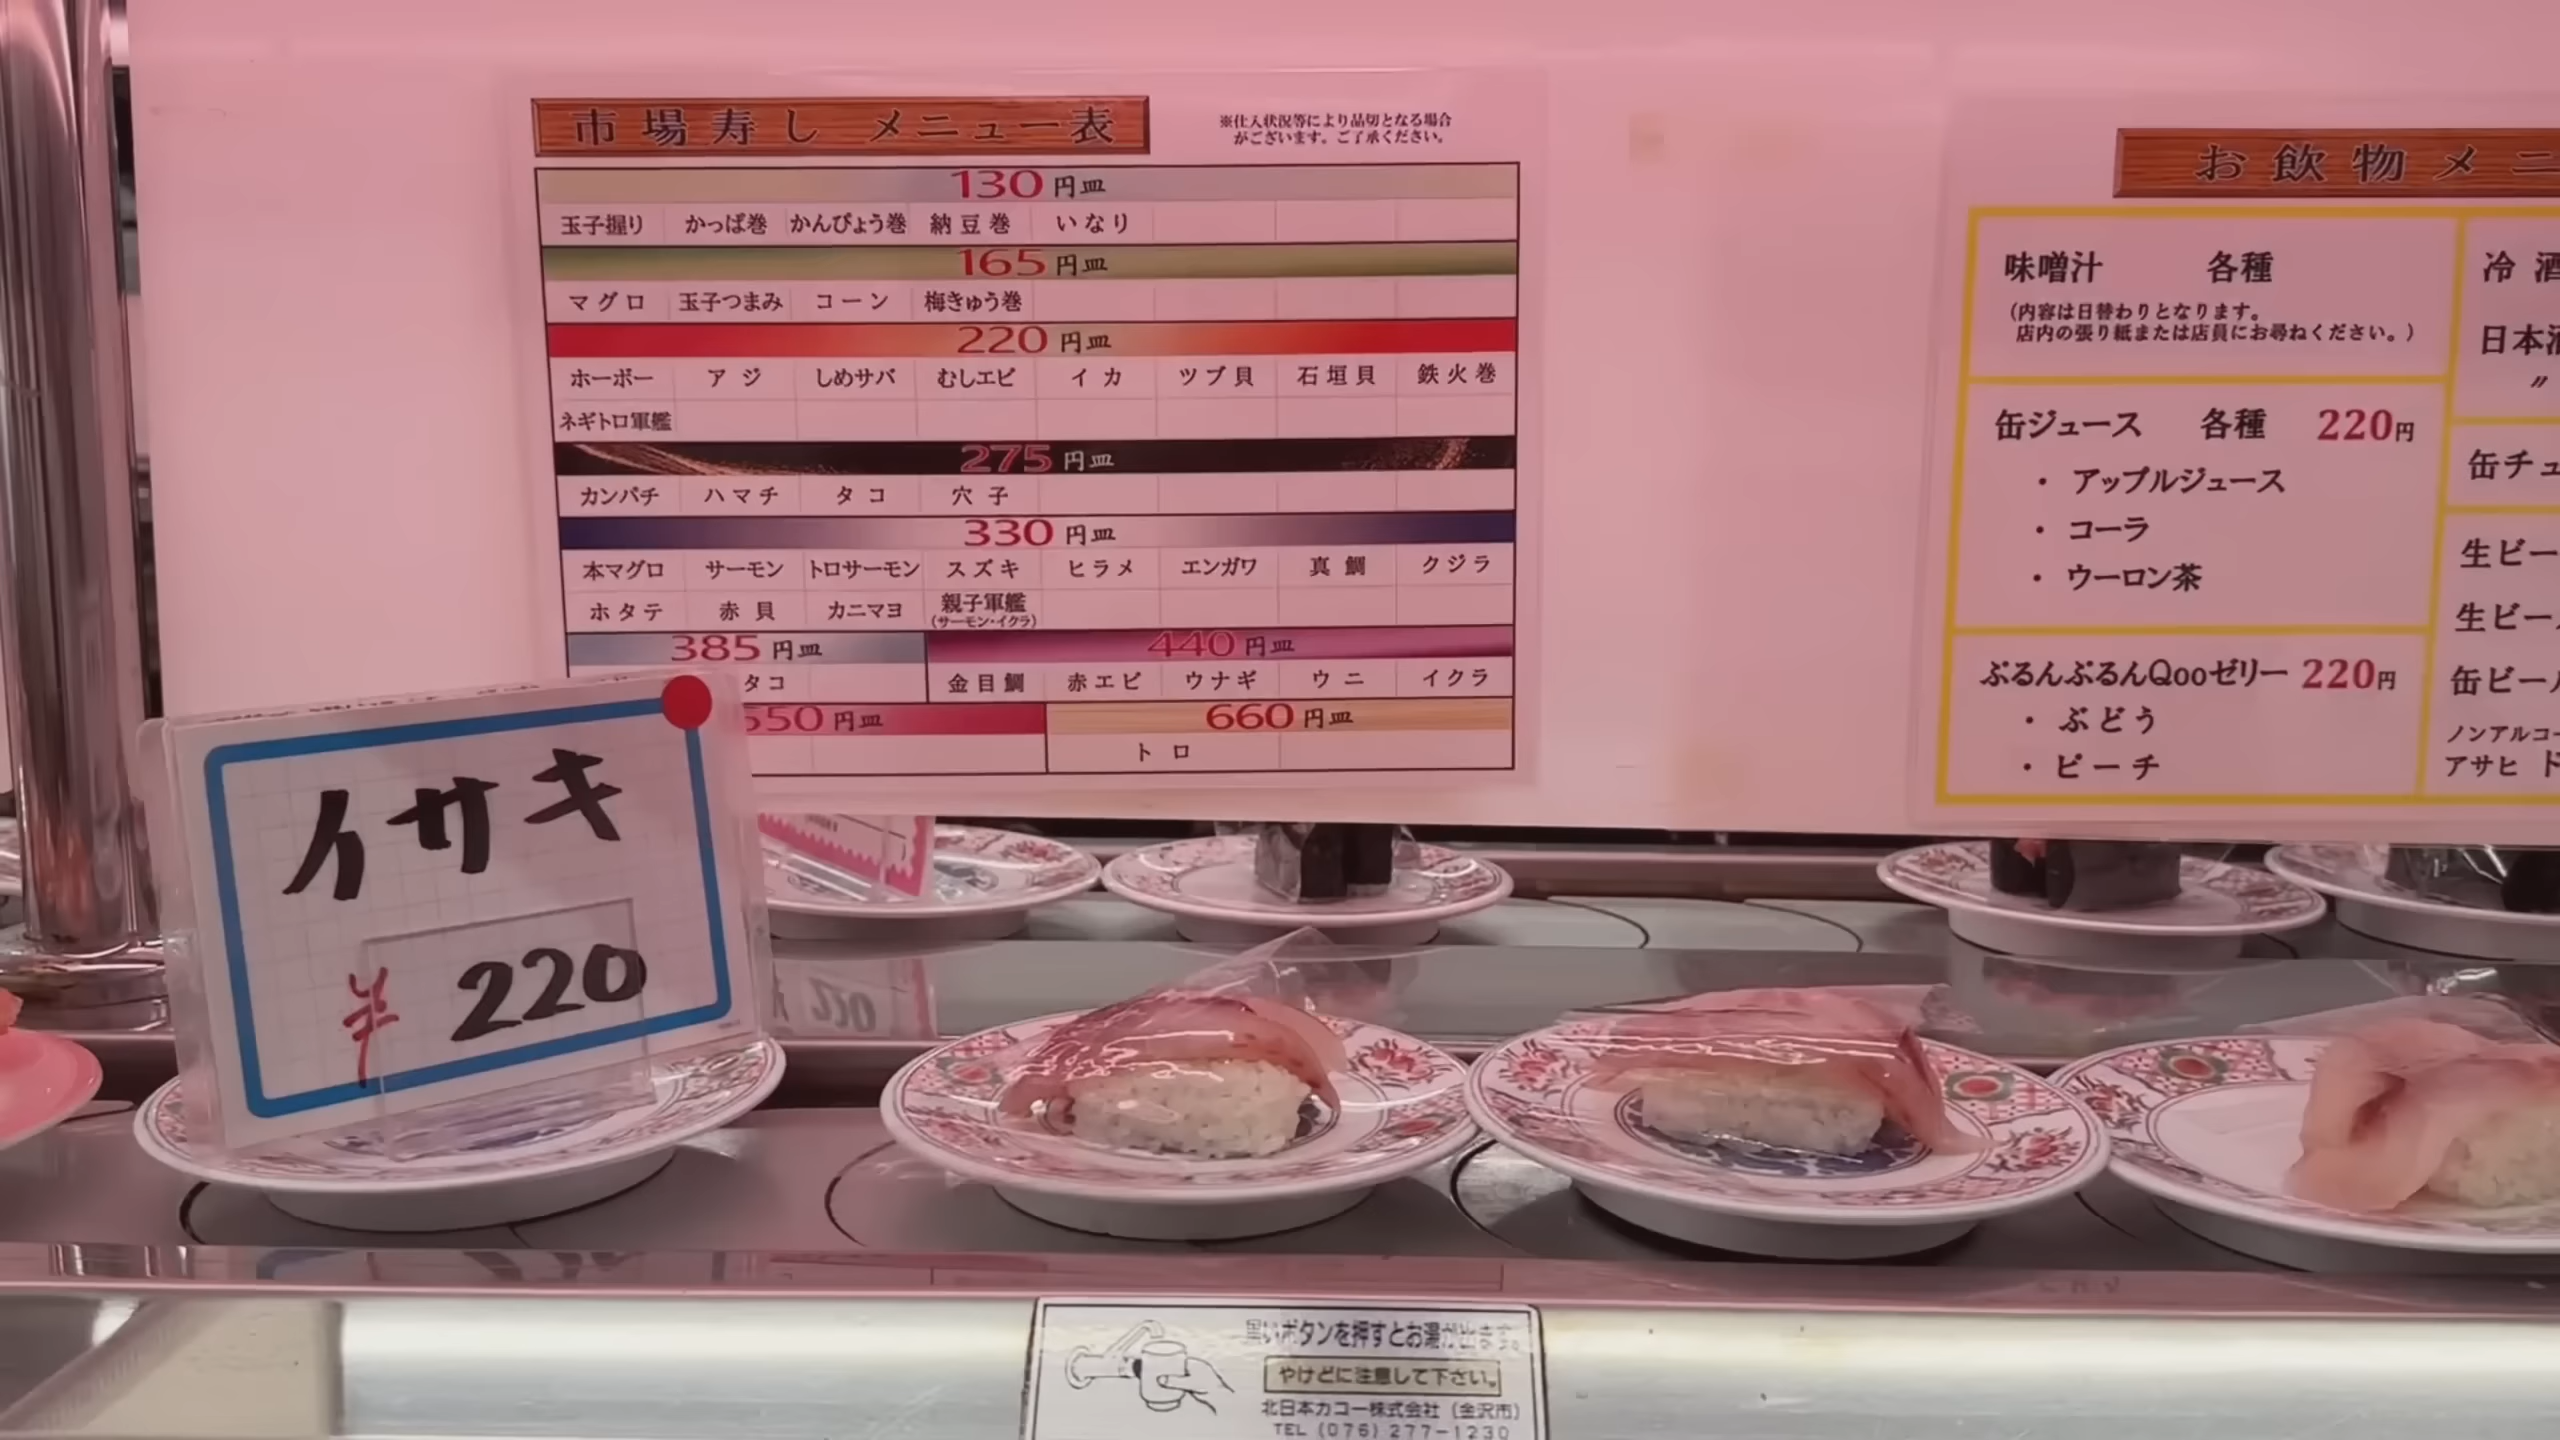 市場寿し メニュー表
※仕入状況等により品切となる場合
がございます。ご了承ください。
130円皿
玉子握り かっぱ巻 かんぴょう巻 納豆巻 いなり
165円皿
マグロ 玉子つまみ コーン 梅きゅう巻
220円皿
ホーボー アジ しめサバ むしエビ イカ ツブ貝 石垣貝 鉄火巻
ネギトロ軍艦
275円皿
カンパチ ハマチ タコ 穴子
330円皿
本マグロ サーモン トロサーモン スズキ ヒラメ エンガワ 真鯛 クジラ
ホタテ 赤貝 カニマヨ 親子軍艦
(サーモン・イクラ)
385円皿 440円皿
タコ 金目鯛 赤エビ ウナギ ウニ イクラ
550円皿 660円皿
トロ
お飲物メニ
味噌汁 各種
(内容は日替わりとなります。
店内の張り紙または店員にお尋ねください。)
缶ジュース 各種 220円
・アップルジュース
・コーラ
・ウーロン茶
ぷるんぷるんQooゼリー 220円
・ぶどう
・ピーチ
冷酒
日本酒
〃
缶チュ
生ビー
生ビー
缶ビー
ノンアルコー
アサヒ ド
イサキ
¥220
220
黒いボタンを押すとお湯が出ます。
やけどに注意して下さい。
北日本カコー株式会社(金沢市)
TEL(076)277-1230